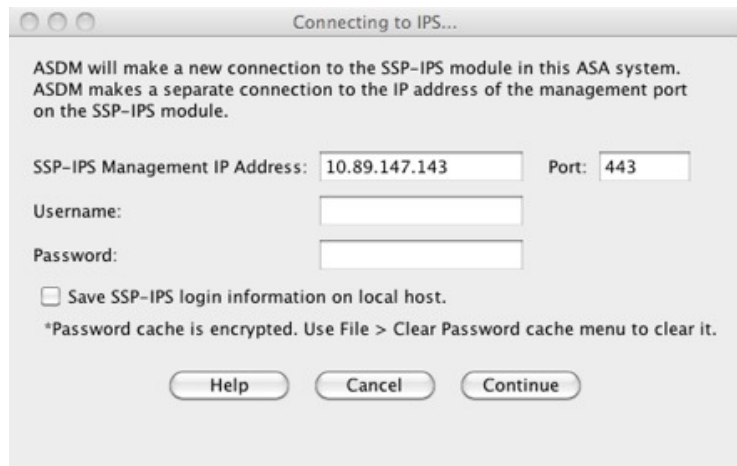 Connecting to IPS...
ASDM will make a new connection to the SSP-IPS module in this ASA system.
ASDM makes a separate connection to the IP address of the management port
on the SSP-IPS module.
SSP-IPS Management IP Address: 10.89.147.143 Port: 443
Username:
Password:
Save SSP-IPS login information on local host.
*Password cache is encrypted. Use File > Clear Password cache menu to clear it.
Help Cancel Continue